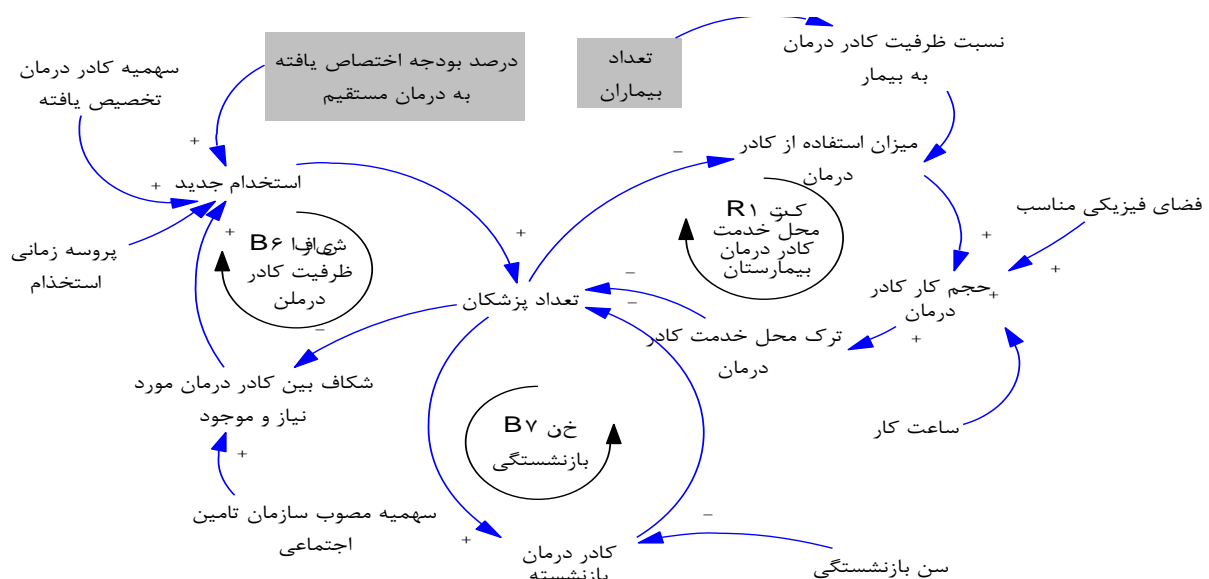 نسبت ظرفیت کادر درمان
به بیمار
تعداد
بیماران
درصد بودجه اختصاص یافته
به درمان مستقیم
سهمیه کادر درمان
تخصیص یافته
میزان استفاده از کادر
درمان
استخدام جدید
فضای فیزیکی مناسب
R۱
محل خدمت
کادر درمان
بیمارستان
B۶
ظرفیت کادر
درملن
پروسه زمانی
استخذام
تعداد پزشکان
حجم کار کادر
درمان
ترک محل خدمت کادر
درمان
شکاف بین کادر درمان مورد
نیاز و موجود
B۷
بازنشستگی
ساعت کار
سهمیه مصوب سازمان تامین
اجتماعی
کادر درمان
بازنشسته
سن بازنشستگی